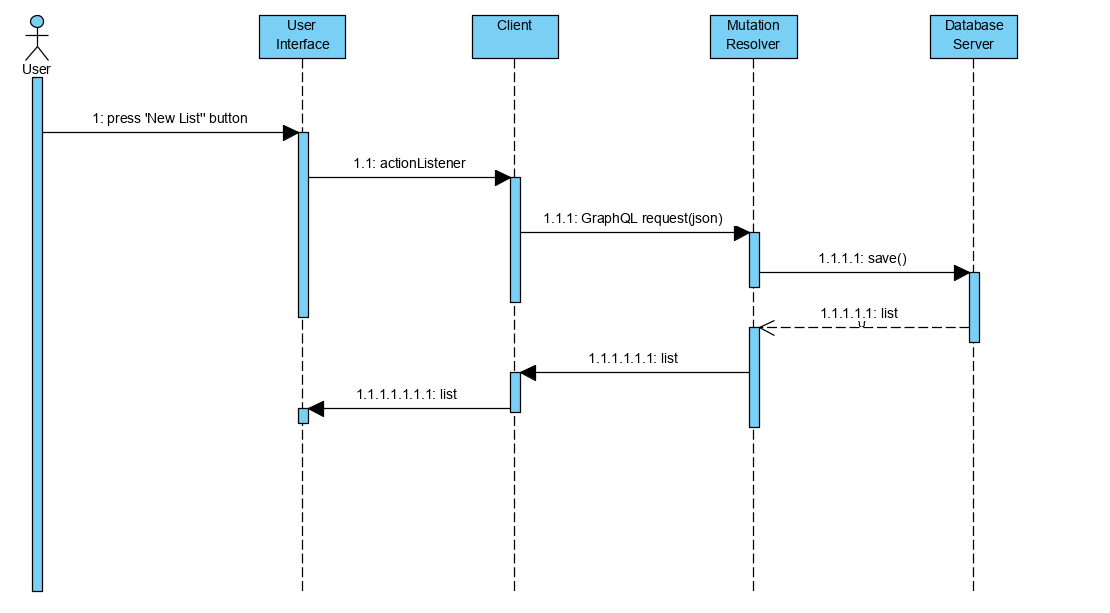 User
Interface
Client
Mutation
Resolver
Database
Server
User
1: press 'New List" button
1.1: actionListener
1.1.1: GraphQL request(json)
1.1.1.1: save()
1.1.1.1.1: list
1.1.1.1.1.1: list
1.1.1.1.1.1.1: list